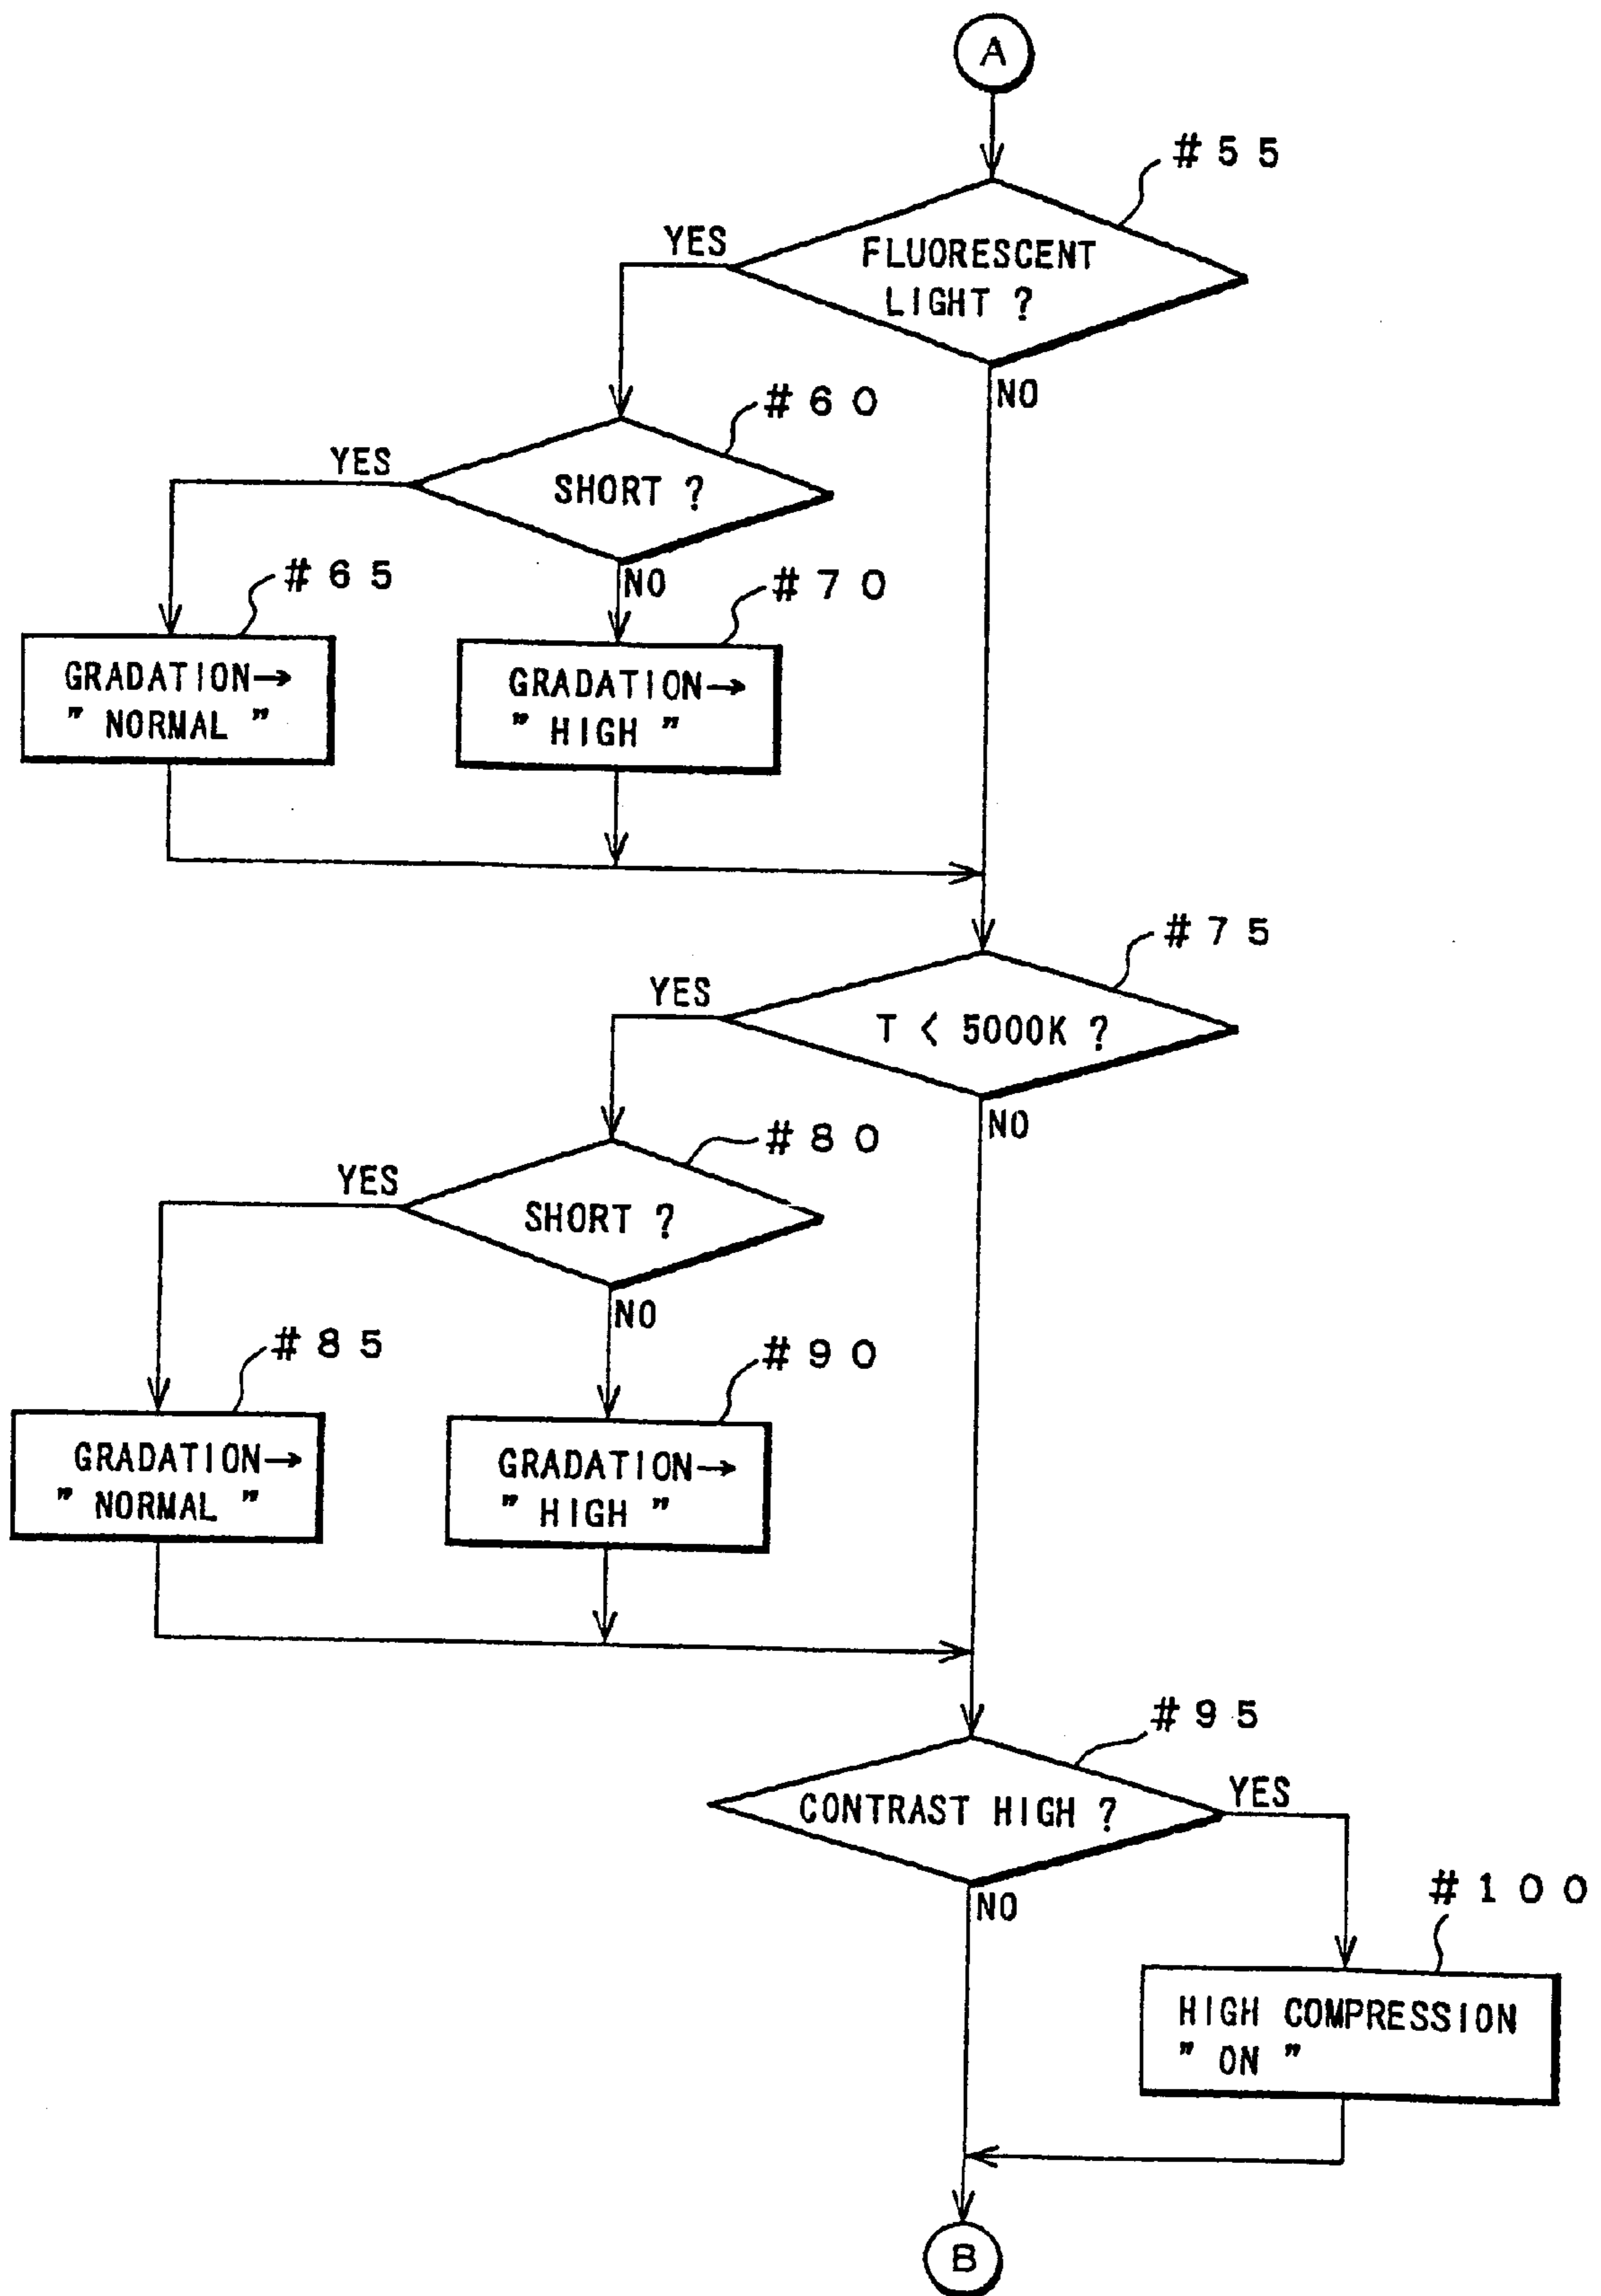 A
#55
YES
FLUORESCENT
LIGHT ?
NO
#60
YES
SHORT ?
NO
#65
#70
GRADATION→
" NORMAL "
GRADATION→
" HIGH "
#75
YES
T < 5000K ?
NO
#80
YES
SHORT ?
NO
#85
#90
GRADATION→
" NORMAL "
GRADATION→
" HIGH "
#95
CONTRAST HIGH ?
YES
NO
#100
HIGH COMPRESSION
" ON "
B